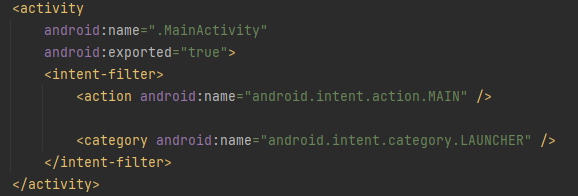 <activity
android:name=".MainActivity"
android:exported="true">
<intent-filter>
<action android:name="android.intent.action.MAIN" />
<category android:name="android.intent.category.LAUNCHER" />
</intent-filter>
</activity>